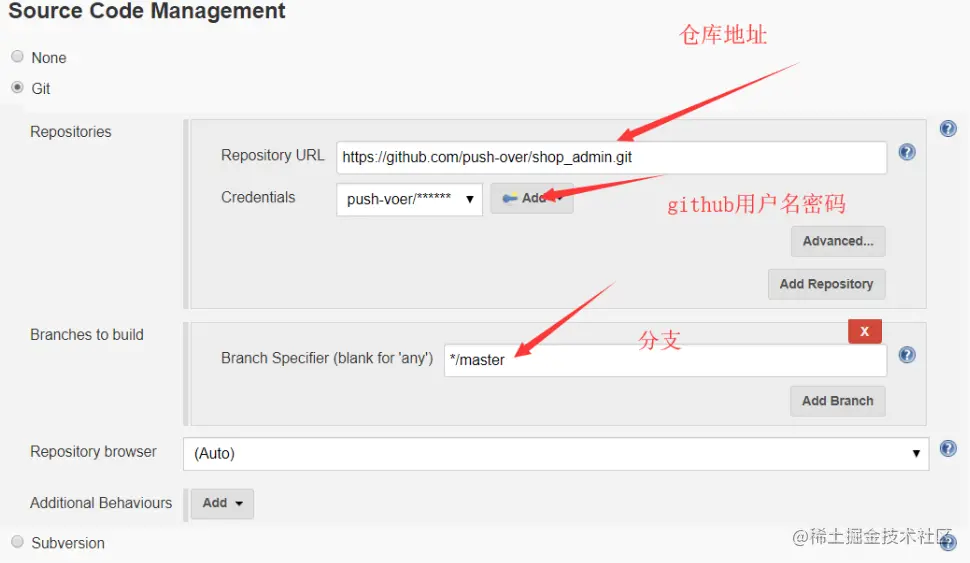 Source Code Management
仓库地址
None
Git
Repositories
Repository URL https://github.com/push-over/shop_admin.git
Credentials push-voer/****** Add
github用户名密码
Advanced...
Add Repository
Branches to build
分支
X
Branch Specifier (blank for 'any') */master
Add Branch
Repository browser (Auto)
Additional Behaviours Add
Subversion
@稀土掘金技术社区